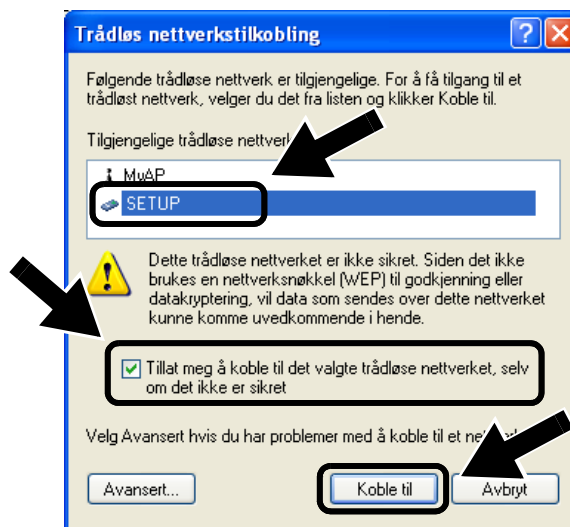 Trådløs nettverkstilkobling
Følgende trådløse nettverk er tilgjengelige. For å få tilgang til et
trådløst nettverk, velger du det fra listen og klikker Koble til.
Tilgjengelige trådløse
MyAP
SETUP
Dette trådløse nettverket er ikke sikret. Siden det ikke
brukes en nettverksnøkkel (WEP) til godkjenning eller
datakryptering, vil data som sendes over dette nettverket
kunne komme uvedkommende i hende.
Tillat meg å koble til det valgte trådløse nettverket, selv
om det ikke er sikret
Velg Avansert hvis du har problemer med å koble til et
Avansert...
Koble til
Avbryt